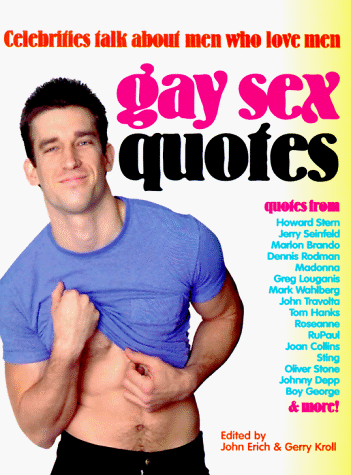 Celebrities talk about men who love men
gay sex
quotes
quotes from
Howard Stern
Jerry Seinfeld
Marlon Brando
Dennis Rodman
Madonna
Greg Louganis
Mark Wahlberg
John Travolta
Tom Hanks
Roseanne
RuPaul
Joan Collins
Sting
Oliver Stone
Johnny Depp
Boy George
& more!
Edited by
John Erich & Gerry Kroll